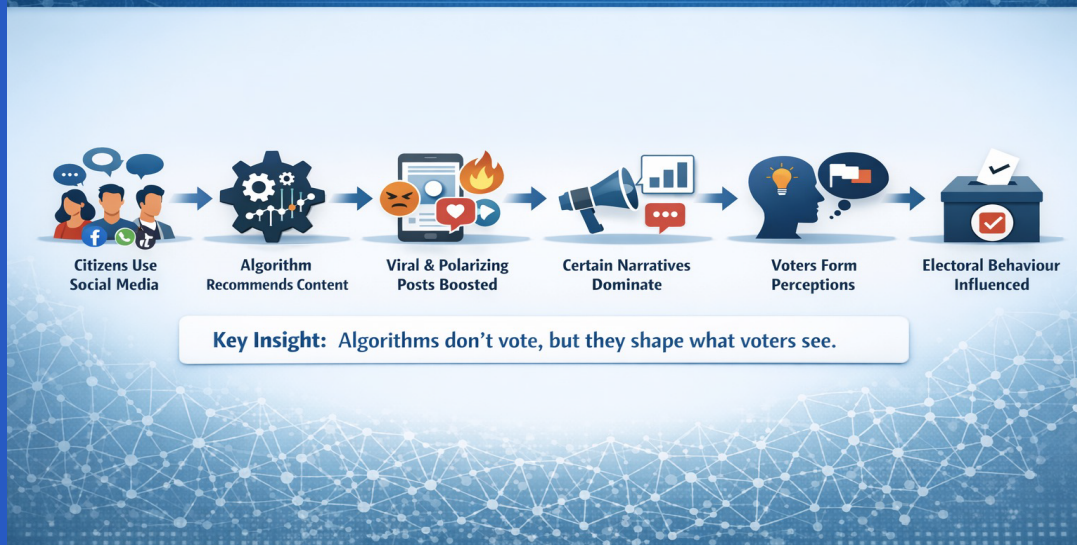 Citizens Use
Social Media
Algorithm
Recommends Content
Viral & Polarizing
Posts Boosted
Certain Narratives
Dominate
Voters Form
Perceptions
Electoral Behaviour
Influenced
Key Insight: Algorithms don't vote, but they shape what voters see.